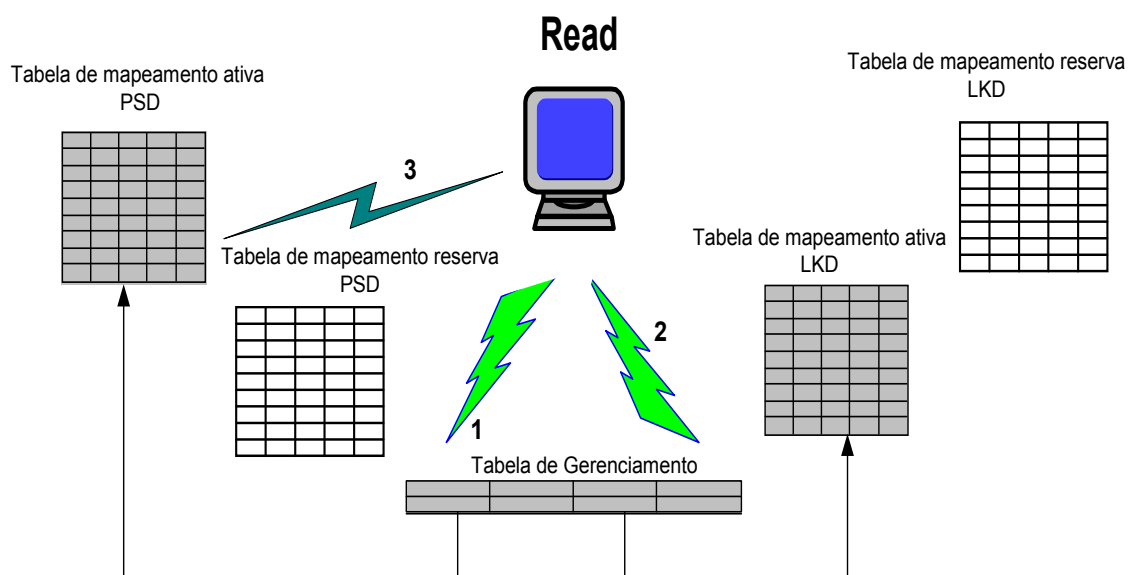 Read
Tabela de mapeamento ativa
PSD
Tabela de mapeamento reserva
LKD
3
Tabela de mapeamento reserva
PSD
Tabela de mapeamento ativa
LKD
2
1
Tabela de Gerenciamento